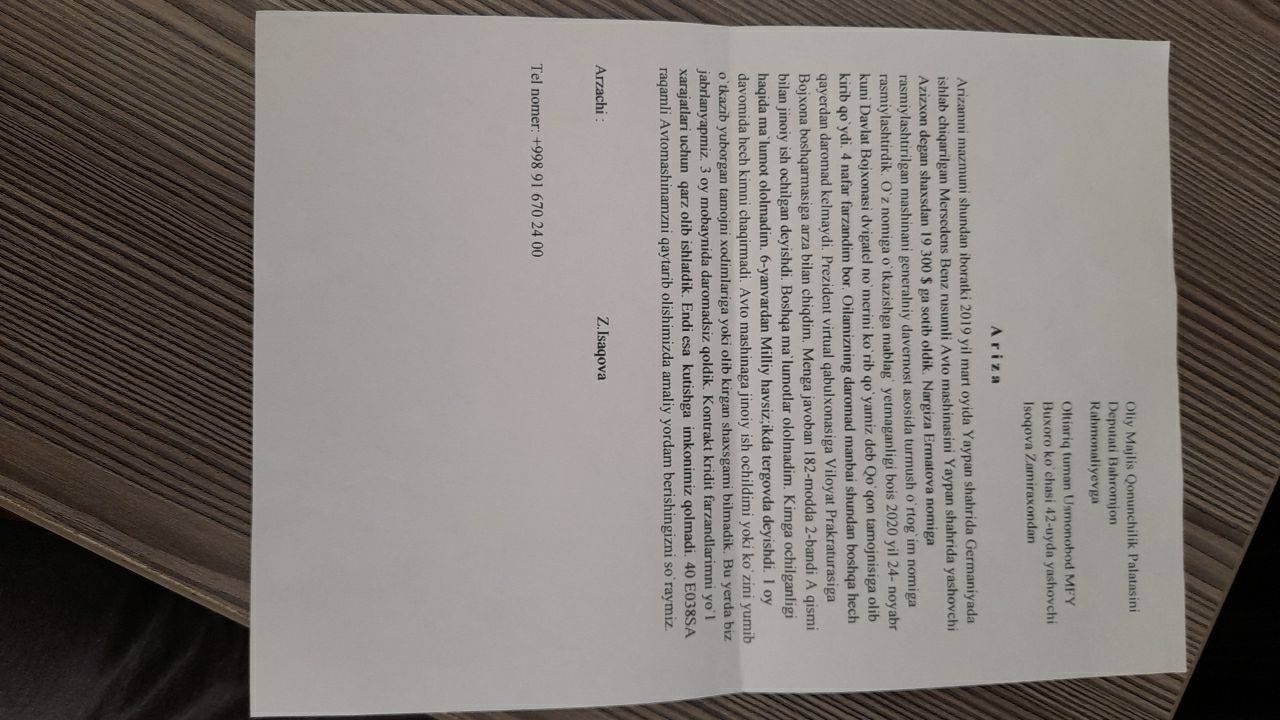 Oliy Majlis Qonunchilik Palatasini
Deputati Bahromjon
Rahmonaliyevga
Oltiariq tuman Usmonobod MFY
Buxoro ko`chasi 42-uyda yashovchi
Isoqova Zamiraxondan
A r i z a
Arizamni mazmuni shundan iboratki 2019 yil mart oyida Yaypan shahrida Germaniyada
ishlab chiqarilgan Mersedens Benz rusumli Avto mashinasini Yaypan shahrida yashovchi
Azizxon degan shaxsdan 19 300 $ ga sotib oldik. Nargiza Ermatova nomiga
rasmiylashtirilgan mashinani generalniy davernost asosida turmush o`rtog`im nomiga
rasmiylashtirdik. O`z nomiga o`tkazishga mablag` yetmaganligi bois 2020 yil 24- noyabr
kuni Davlat Bojxonasi dvigatel no`merini ko`rib qo`yamiz deb Qo`qon tamojnisiga olib
kirib qo`ydi. 4 nafar farzandim bor. Oilamizning daromad manbai shundan boshqa hech
qayerdan daromad kelmaydi. Prezident virtual qabulxonasiga Viloyat Prakraturasiga
Bojxona boshqarmasiga arza bilan chiqdim. Menga javoban 182-modda 2-bandi A qismi
bilan jinoiy ish ochilgan deyishdi. Boshqa ma`lumotlar ololmadim. Kimga ochilganligi
haqida ma`lumot ololmadim. 6-yanvardan Milliy havsiz;ikda tergovda deyishdi. 1 oy
davomida hech kimni chaqirmadi. Avto mashinaga jinoiy ish ochildimi yoki ko`zini yumib
o`tkazib yuborgan tamojni xodimlariga yoki olib kirgan shaxsgami bilmadik. Bu yerda biz
jabrlanyapmiz. 3 oy mobaynida daromadsiz qoldik. Kontrakt kridit farzandlarimni yo`l
xarajatlari uchun qarz olib ishlatdik. Endi esa kutishga imkonimiz qolmadi. 40 E038SA
raqamli Avtomashinamzni qaytarib olishimizda amaliy yordam berishingizni so`raymiz.
Arzachi : Z.Isaqova
Tel nomer: +998 91 670 24 00